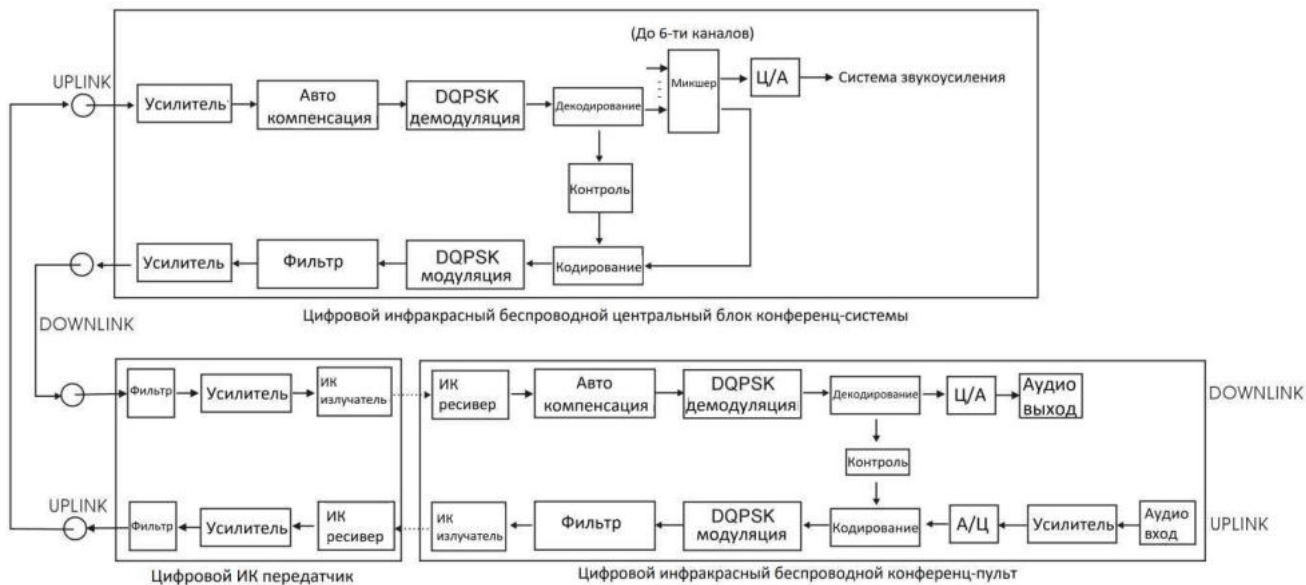 (До 6-ти каналов)
UPLINK
Усилитель
Авто
компенсация
DQPSK
демодуляция
Декодирование
Микшер
Ц/А
Система звукоусиления
Контроль
Усилитель
Фильтр
DQPSK
модуляция
Кодирование
Цифровой инфракрасный беспроводной центральный блок конференц-системы
DOWNLINK
Фильтр
Усилитель
ИК
излучатель
ИК
ресивер
Авто
компенсация
DQPSK
демодуляция
Декодирование
Ц/А
Аудио
выход
DOWNLINK
Контроль
UPLINK
Фильтр
Усилитель
ИК
ресивер
ИК
излучатель
Фильтр
DQPSK
модуляция
Кодирование
А/Ц
Усилитель
Аудио
вход
UPLINK
Цифровой ИК передатчик
Цифровой инфракрасный беспроводной конференц-пульт